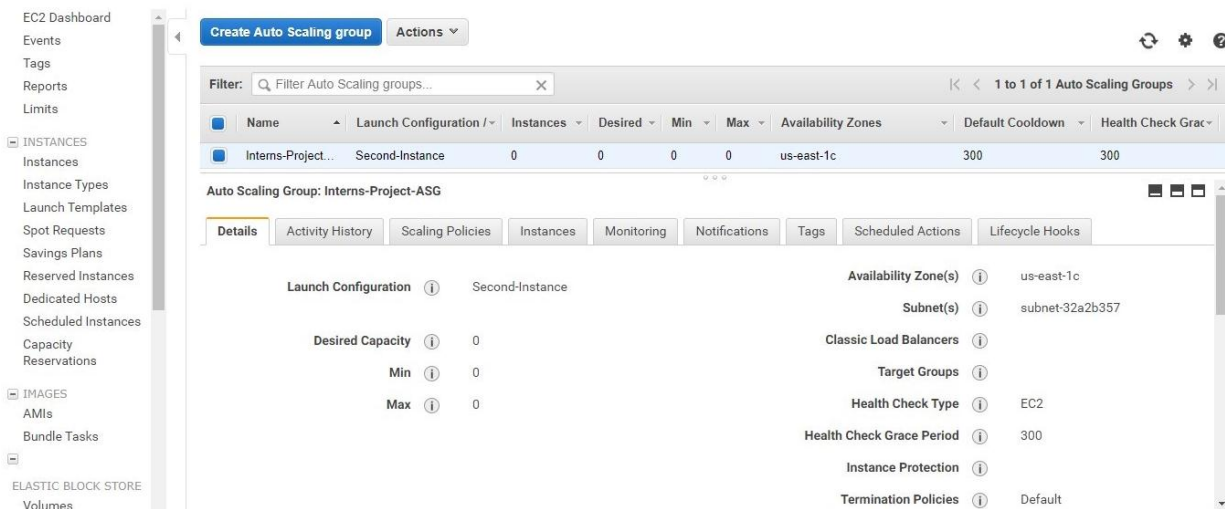 EC2 Dashboard
Events
Tags
Reports
Limits
INSTANCES
Instances
Instance Types
Launch Templates
Spot Requests
Savings Plans
Reserved Instances
Dedicated Hosts
Scheduled Instances
Capacity
Reservations
IMAGES
AMIs
Bundle Tasks
ELASTIC BLOCK STORE
Volumes
Create Auto Scaling group Actions
Filter: Filter Auto Scaling groups... 1 to 1 of 1 Auto Scaling Groups
Name Launch Configuration / Instances Desired Min Max Availability Zones Default Cooldown Health Check Grac
Interns-Project... Second-Instance 0 0 0 0 us-east-1c 300 300
Auto Scaling Group: Interns-Project-ASG
Details Activity History Scaling Policies Instances Monitoring Notifications Tags Scheduled Actions Lifecycle Hooks
Launch Configuration Second-Instance
Desired Capacity 0
Min 0
Max 0
Availability Zone(s) us-east-1c
Subnet(s) subnet-32a2b357
Classic Load Balancers
Target Groups
Health Check Type EC2
Health Check Grace Period 300
Instance Protection
Termination Policies Default